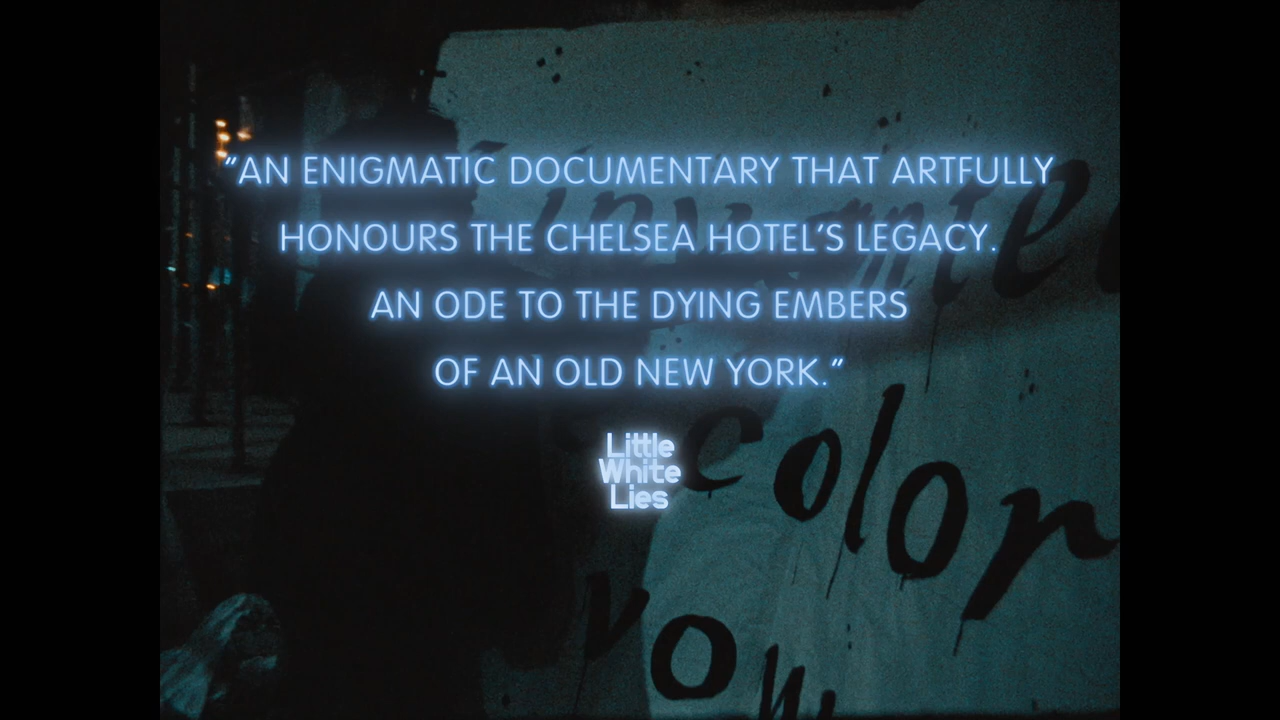 "AN ENIGMATIC DOCUMENTARY THAT ARTFULLY
HONOURS THE CHELSEA HOTEL'S LEGACY.
AN ODE TO THE DYING EMBERS
OF AN OLD NEW YORK."
Little
White
Lies
color